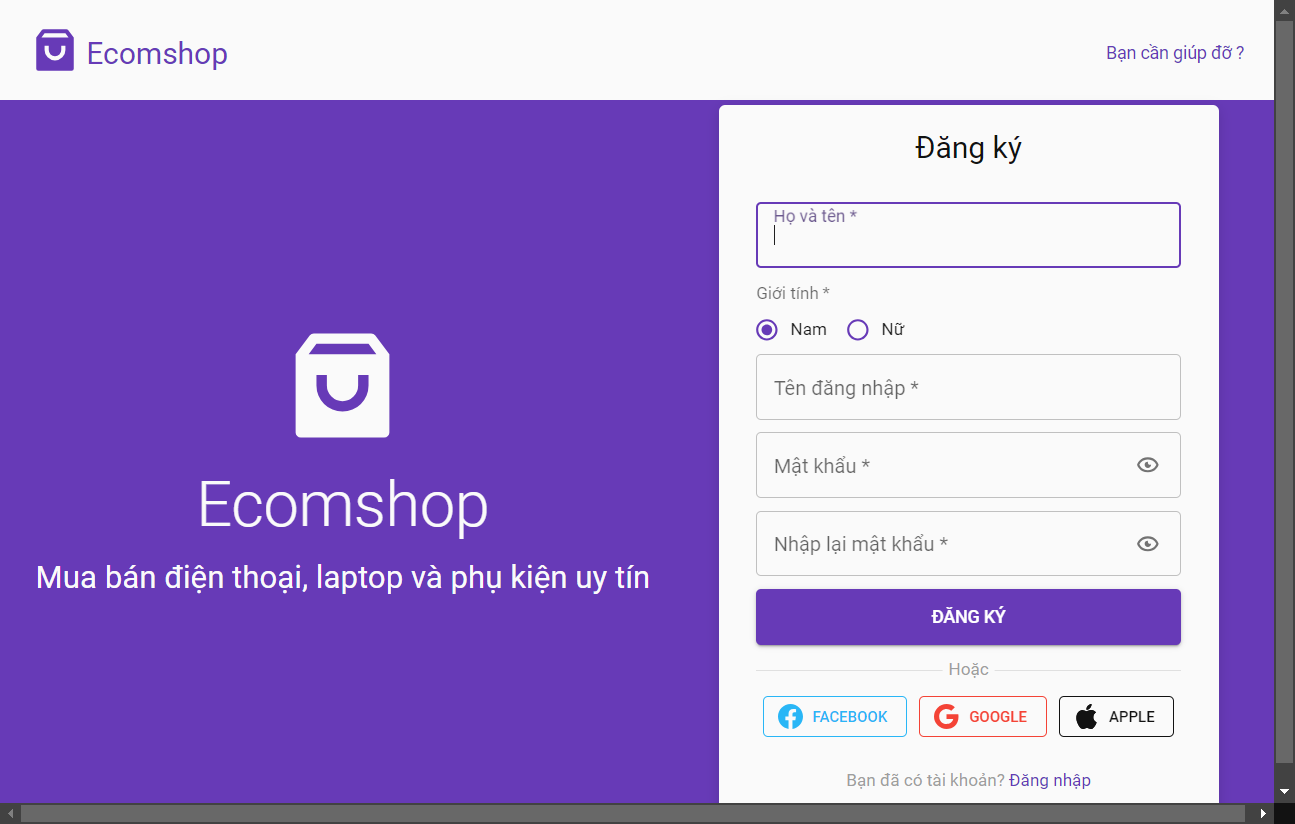 Ecomshop
Bạn cần giúp đỡ ?
Ecomshop
Mua bán điện thoại, laptop và phụ kiện uy tín
Đăng ký
Họ và tên *
Giới tính *
Nam Nữ
Tên đăng nhập *
Mật khẩu *
Nhập lại mật khẩu *
ĐĂNG KÝ
Hoặc
FACEBOOK GOOGLE APPLE
Bạn đã có tài khoản? Đăng nhập